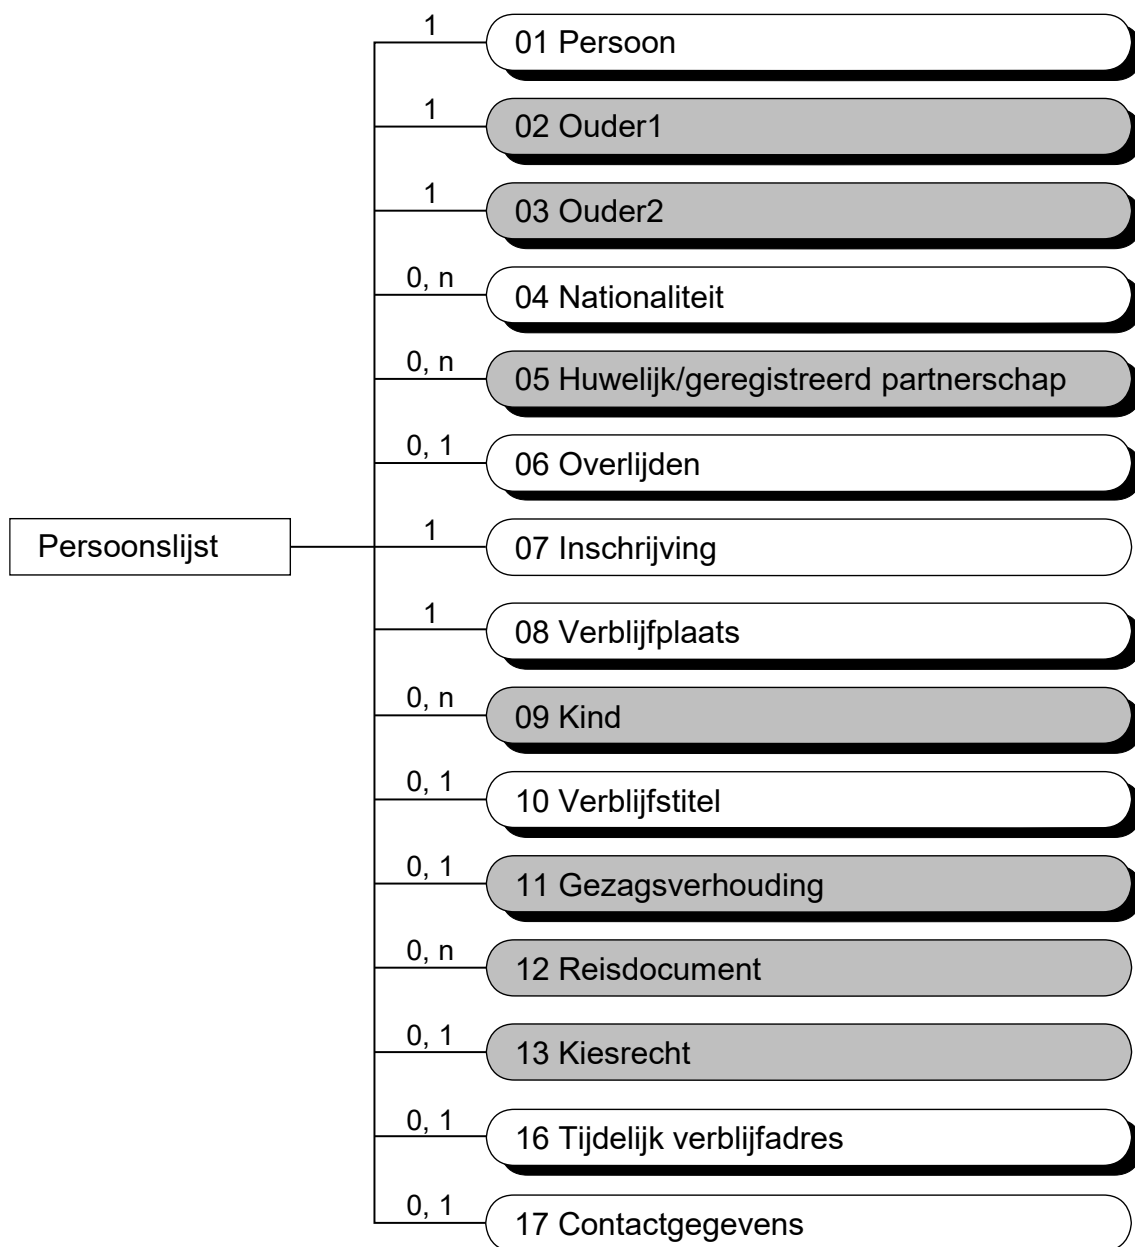 1
01 Persoon
1
02 Ouder1
1
03 Ouder2
0, n
04 Nationaliteit
0, n
05 Huwelijk/geregistreerd partnerschap
0, 1
06 Overlijden
Persoonslijst
1
07 Inschrijving
1
08 Verblijfplaats
0, n
09 Kind
0, 1
10 Verblijfstitel
0, 1
11 Gezagsverhouding
0, n
12 Reisdocument
0, 1
13 Kiesrecht
0, 1
16 Tijdelijk verblijfadres
0, 1
17 Contactgegevens